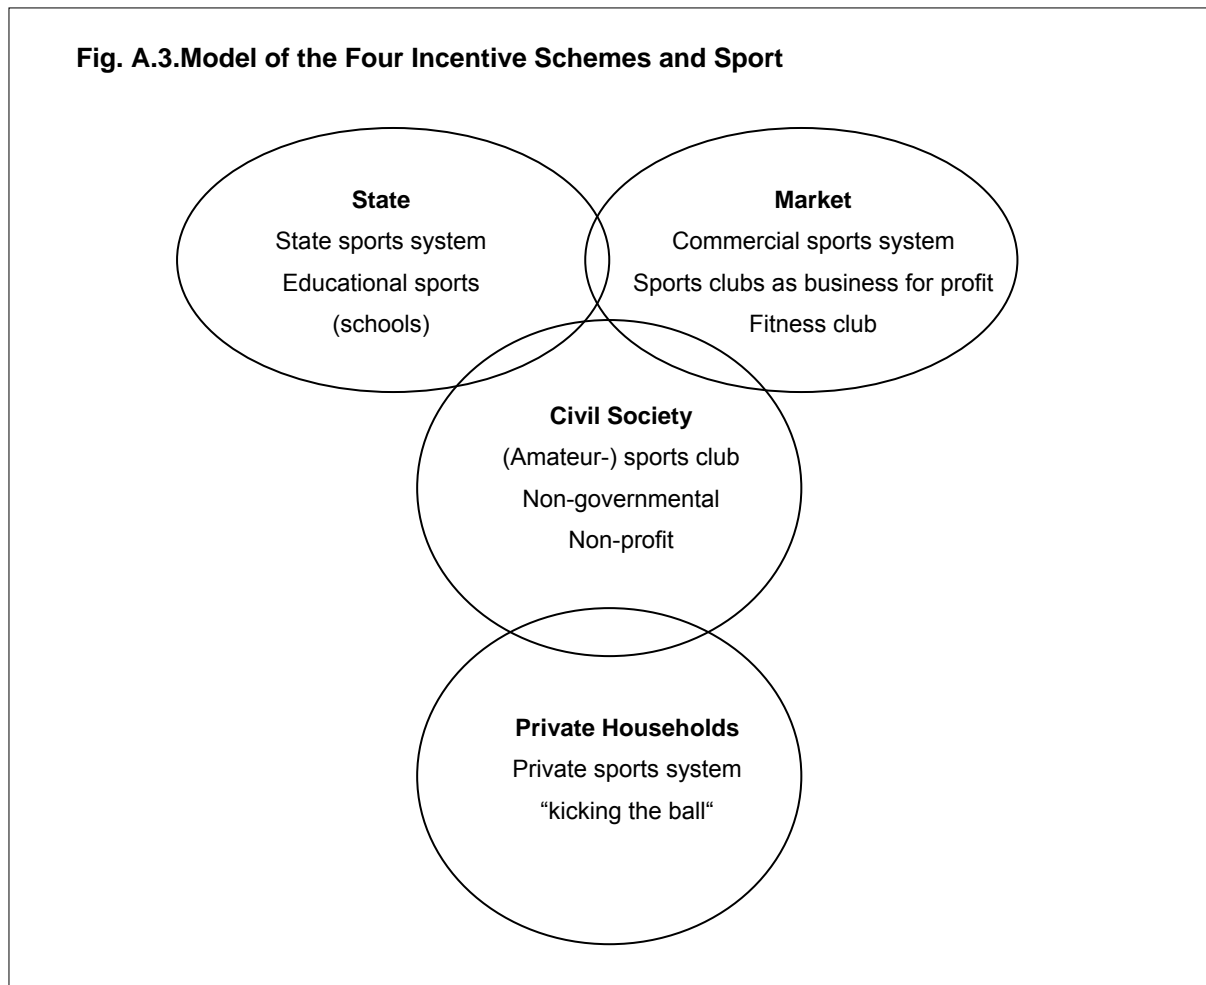 Fig. A.3.Model of the Four Incentive Schemes and Sport
State
State sports system
Educational sports
(schools)
Market
Commercial sports system
Sports clubs as business for profit
Fitness club
Civil Society
(Amateur-) sports club
Non-governmental
Non-profit
Private Households
Private sports system
“kicking the ball“